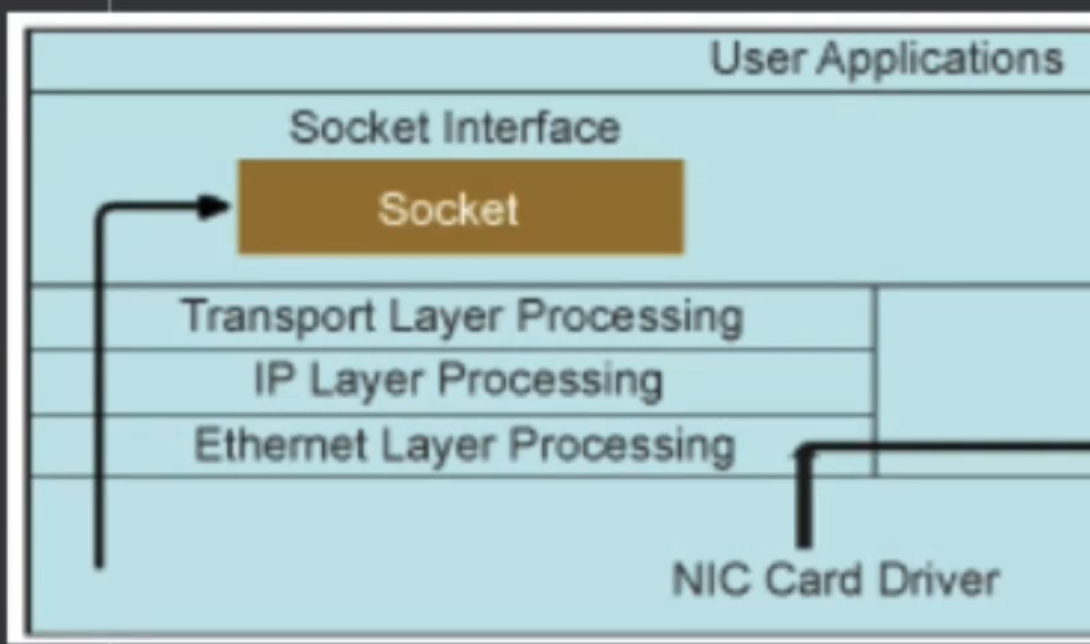 User Applications
Socket Interface
Socket
Transport Layer Processing
IP Layer Processing
Ethernet Layer Processing
NIC Card Driver